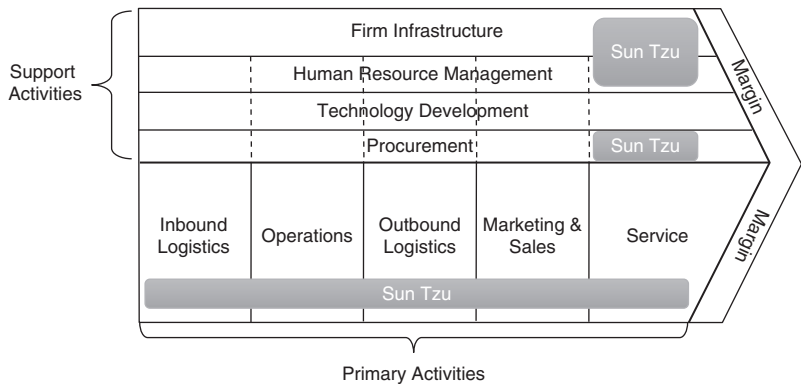 Firm Infrastructure
Sun Tzu
Support
Activities
Human Resource Management
Technology Development
Procurement
Sun Tzu
Margin
Margin
Inbound
Logistics
Operations
Outbound
Logistics
Marketing &
Sales
Service
Sun Tzu
Primary Activities